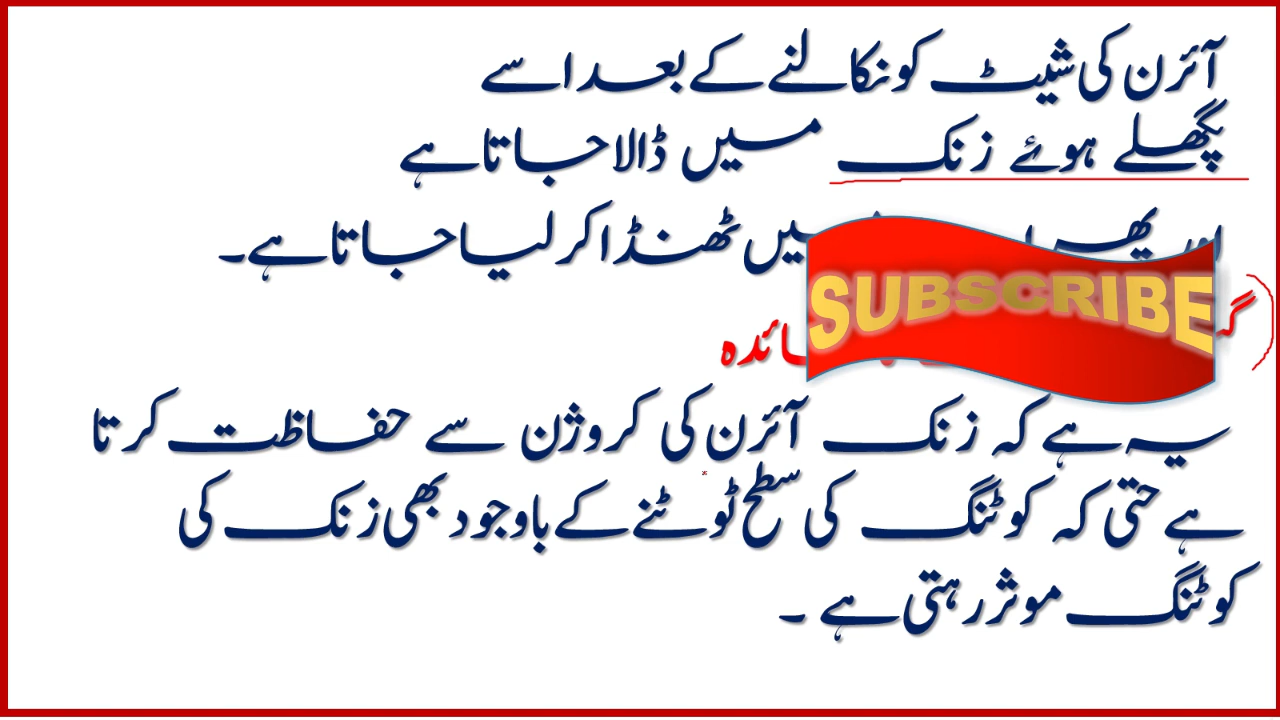 آئرن کی شیٹ کو نکالنے کے بعد اسے
پگھلے ہوئے زنک میں ڈالا جاتا ہے
اور پھر میں ٹھنڈا کر لیا جاتا ہے۔
SUBSCRIBE
یہ ہے کہ زنک آئرن کی کروژن سے حفاظت کرتا
ہے حتیٰ کہ کوٹنگ کی سطح ٹوٹنے کے باوجود بھی زنک کی
کوٹنگ موثر رہتی ہے ۔